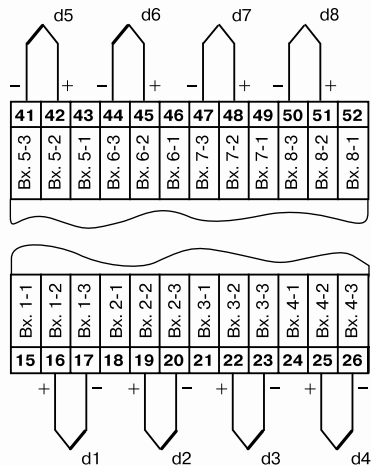 d5 d6 d7 d8
– + – + – + – +
41 42 43 44 45 46 47 48 49 50 51 52
Вх. 5-3 Вх. 5-2 Вх. 5-1 Вх. 6-3 Вх. 6-2 Вх. 6-1 Вх. 7-3 Вх. 7-2 Вх. 7-1 Вх. 8-3 Вх. 8-2 Вх. 8-1
Вх. 1-1 Вх. 1-2 Вх. 1-3 Вх. 2-1 Вх. 2-2 Вх. 2-3 Вх. 3-1 Вх. 3-2 Вх. 3-3 Вх. 4-1 Вх. 4-2 Вх. 4-3
15 16 17 18 19 20 21 22 23 24 25 26
+ – + – + – + –
d1 d2 d3 d4